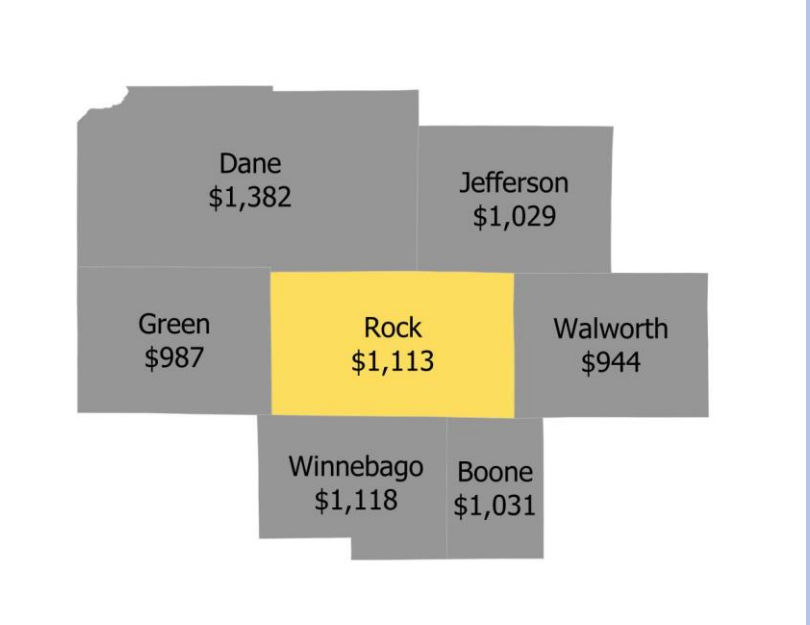 Dane
$1,382
Jefferson
$1,029
Green
$987
Rock
$1,113
Walworth
$944
Winnebago
$1,118
Boone
$1,031